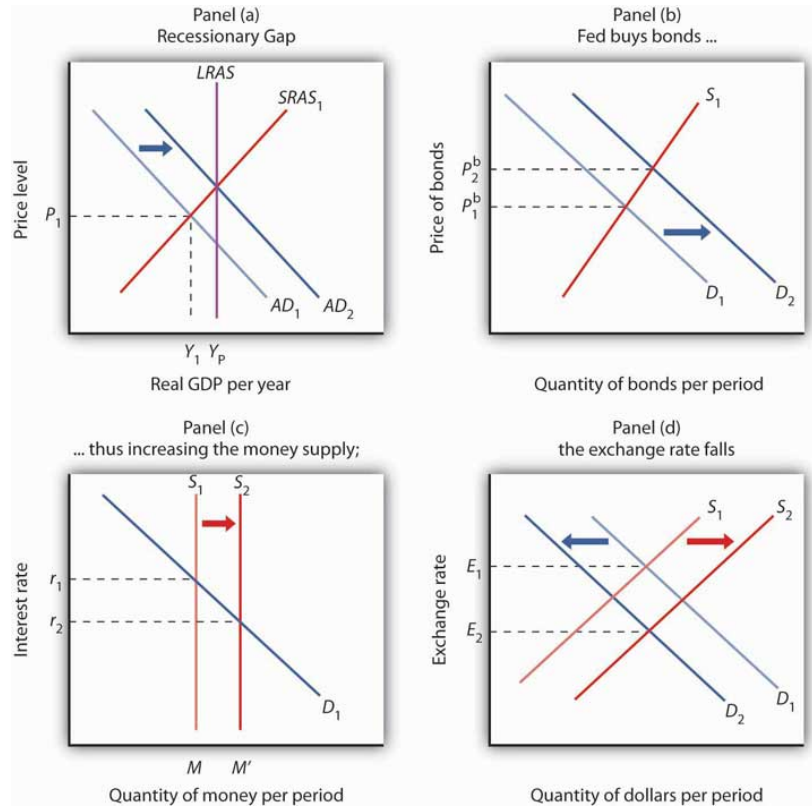 Panel (a)
Recessionary Gap
LRAS
SRAS₁
Price level
P₁
AD₁
AD₂
Y₁ Yₚ
Real GDP per year
Panel (b)
Fed buys bonds ...
S₁
Price of bonds
P₂ᵇ
P₁ᵇ
D₁
D₂
Quantity of bonds per period
Panel (c)
... thus increasing the money supply;
S₁ S₂
Interest rate
r₁
r₂
D₁
M M'
Quantity of money per period
Panel (d)
the exchange rate falls
S₁
S₂
Exchange rate
E₁
E₂
D₂
D₁
Quantity of dollars per period